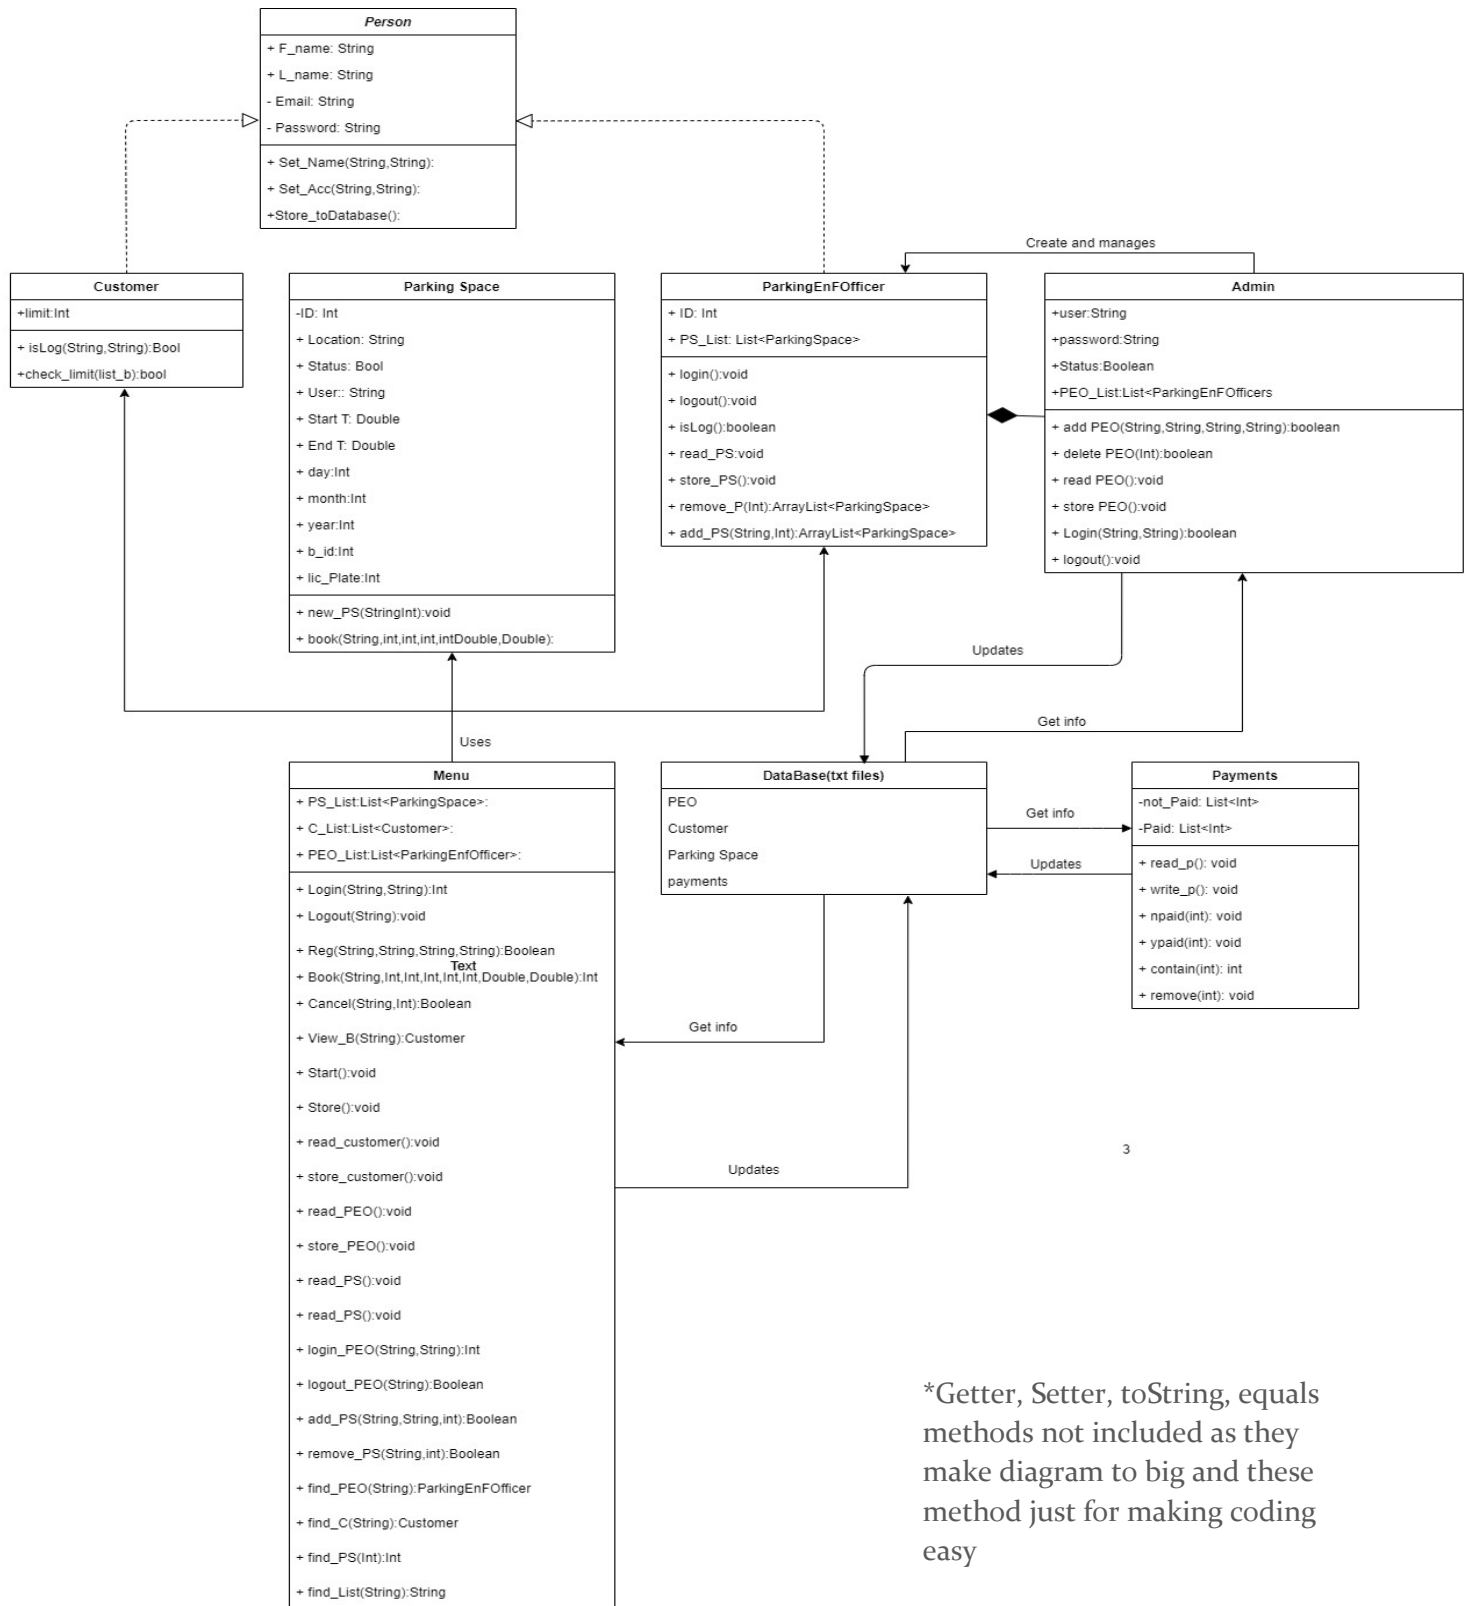 Person
+ F_name: String
+ L_name: String
- Email: String
- Password: String
+ Set_Name(String,String):
+ Set_Acc(String,String):
+Store_toDatabase():
Create and manages
Customer
+limit:Int
+ isLog(String,String):Bool
+check_limit(list_b):bool
Parking Space
-ID: Int
+ Location: String
+ Status: Bool
+ User:: String
+ Start T: Double
+ End T: Double
+ day:Int
+ month:Int
+ year:Int
+ b_id:Int
+ lic_Plate:Int
+ new_PS(StringInt):void
+ book(String,int,int,int,intDouble,Double):
ParkingEnFOfficer
+ ID: Int
+ PS_List: List<ParkingSpace>
+ login():void
+ logout():void
+ isLog():boolean
+ read_PS:void
+ store_PS():void
+ remove_P(Int):ArrayList<ParkingSpace>
+ add_PS(String,Int):ArrayList<ParkingSpace>
Admin
+user:String
+password:String
+Status:Boolean
+PEO_List:List<ParkingEnFOfficers
+ add PEO(String,String,String,String):boolean
+ delete PEO(Int):boolean
+ read PEO():void
+ store PEO():void
+ Login(String,String):boolean
+ logout():void
Updates
Get info
Uses
Menu
+ PS_List:List<ParkingSpace>:
+ C_List:List<Customer>:
+ PEO_List:List<ParkingEnfOfficer>:
+ Login(String,String):Int
+ Logout(String):void
+ Reg(String,String,String,String):Boolean
Text
+ Book(String,Int,Int,Int,Int,Int,Double,Double):Int
+ Cancel(String,Int):Boolean
+ View_B(String):Customer
+ Start():void
+ Store():void
+ read_customer():void
+ store_customer():void
+ read_PEO():void
+ store_PEO():void
+ read_PS():void
+ read_PS():void
+ login_PEO(String,String):Int
+ logout_PEO(String):Boolean
+ add_PS(String,String,int):Boolean
+ remove_PS(String,int):Boolean
+ find_PEO(String):ParkingEnFOfficer
+ find_C(String):Customer
+ find_PS(Int):Int
+ find_List(String):String
DataBase(txt files)
PEO
Customer
Parking Space
payments
Get info
Updates
Payments
-not_Paid: List<Int>
-Paid: List<Int>
+ read_p(): void
+ write_p(): void
+ npaid(int): void
+ ypaid(int): void
+ contain(int): int
+ remove(int): void
Get info
Updates
3
*Getter, Setter, toString, equals
methods not included as they
make diagram to big and these
method just for making coding
easy